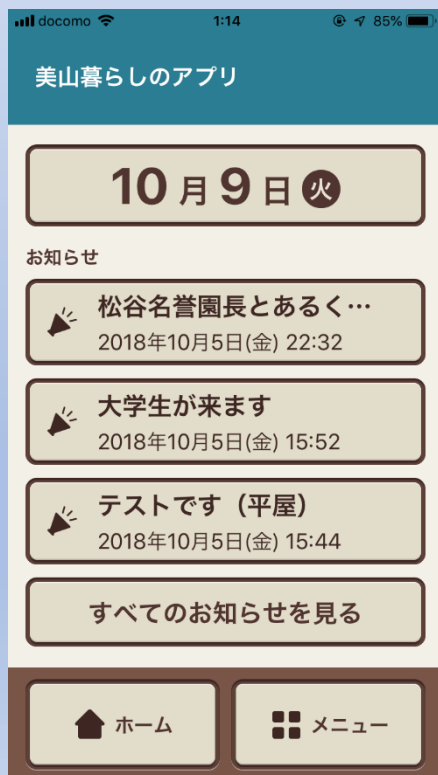 docomo 1:14 85%
美山暮らしのアプリ
10月9日 火
お知らせ
松谷名誉園長とあるく…
2018年10月5日(金) 22:32
大学生が来ます
2018年10月5日(金) 15:52
テストです（平屋）
2018年10月5日(金) 15:44
すべてのお知らせを見る
ホーム メニュー